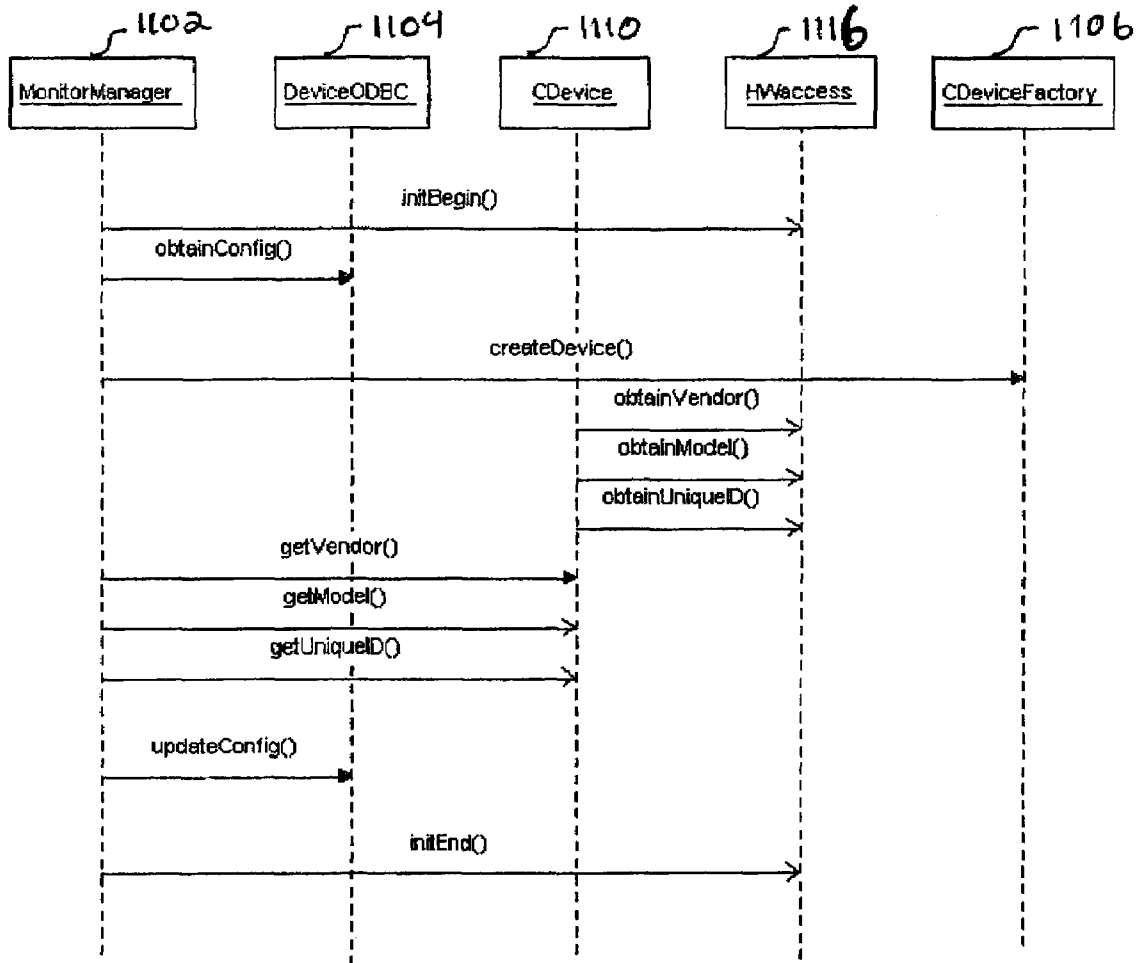 1102
1104
1110
1116
1106
MonitorManager
DeviceODBC
CDevice
HWaccess
CDeviceFactory
initBegin()
obtainConfig()
createDevice()
obtainVendor()
obtainModel()
obtainUniqueID()
getVendor()
getModel()
getUniqueID()
updateConfig()
initEnd()